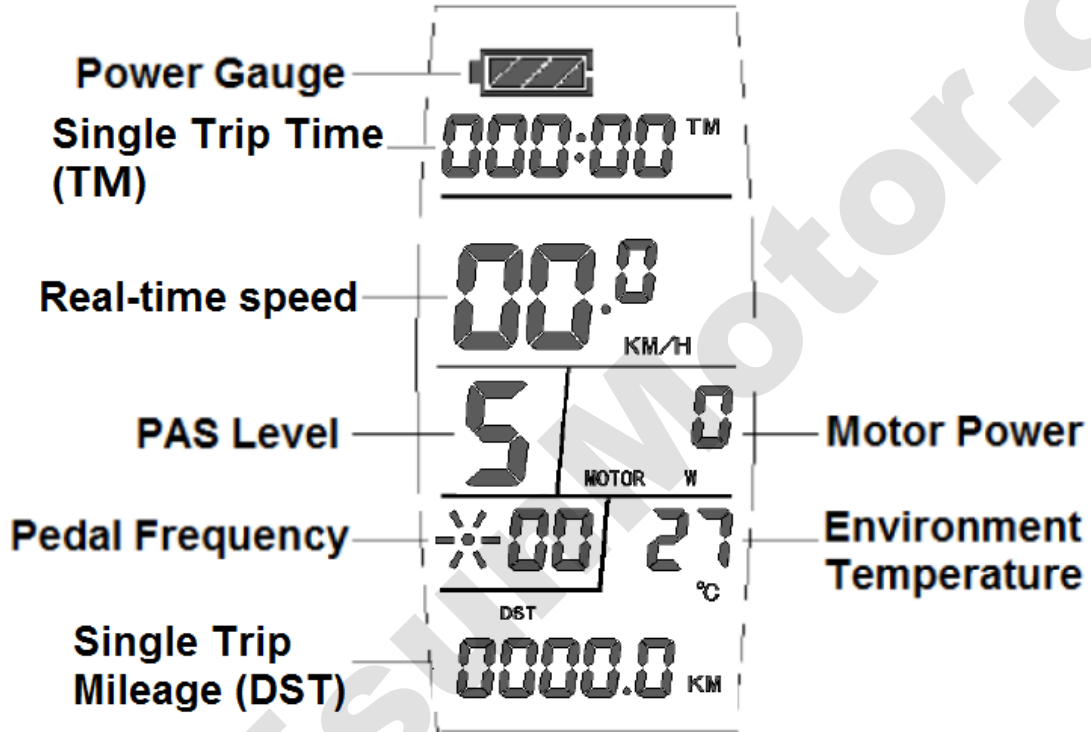 Power Gauge
Single Trip Time
(TM)
000:00 TM
Real-time speed
00.0
KM/H
PAS Level
5
0
MOTOR W
Motor Power
Pedal Frequency
00
27
°C
Environment
Temperature
DST
Single Trip
Mileage (DST)
0000.0 KM